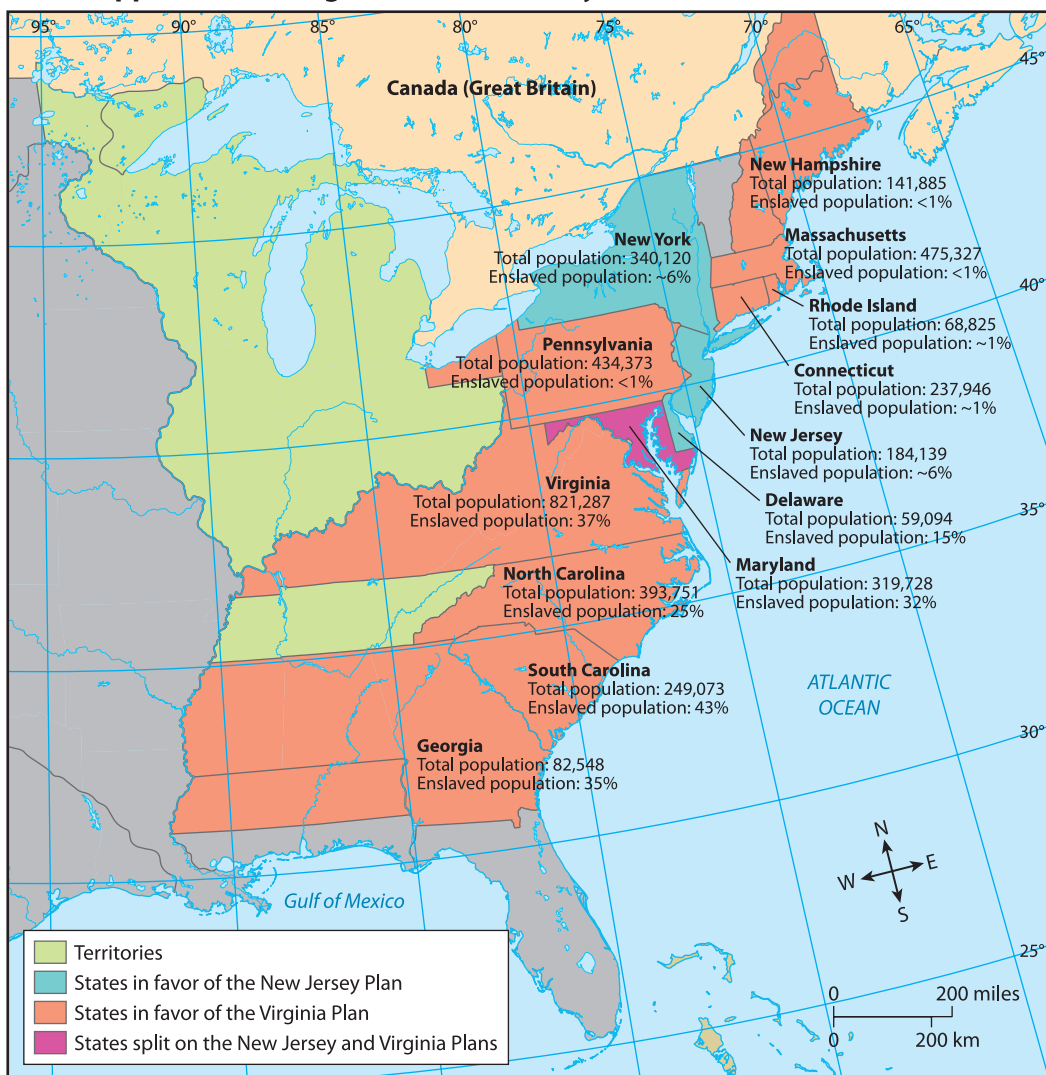 95°
90°
85°
80°
75°
70°
65°
45°
40°
35°
30°
25°
Canada (Great Britain)
New Hampshire
Total population: 141,885
Enslaved population: <1%
Massachusetts
Total population: 475,327
Enslaved population: <1%
New York
Total population: 340,120
Enslaved population: ~6%
Rhode Island
Total population: 68,825
Enslaved population: ~1%
Pennsylvania
Total population: 434,373
Enslaved population: <1%
Connecticut
Total population: 237,946
Enslaved population: ~1%
New Jersey
Total population: 184,139
Enslaved population: ~6%
Virginia
Total population: 821,287
Enslaved population: 37%
Delaware
Total population: 59,094
Enslaved population: 15%
Maryland
Total population: 319,728
Enslaved population: 32%
North Carolina
Total population: 393,751
Enslaved population: 25%
South Carolina
Total population: 249,073
Enslaved population: 43%
ATLANTIC
OCEAN
Georgia
Total population: 82,548
Enslaved population: 35%
Gulf of Mexico
N
W
E
S
Territories
States in favor of the New Jersey Plan
States in favor of the Virginia Plan
States split on the New Jersey and Virginia Plans
0 200 miles
0 200 km